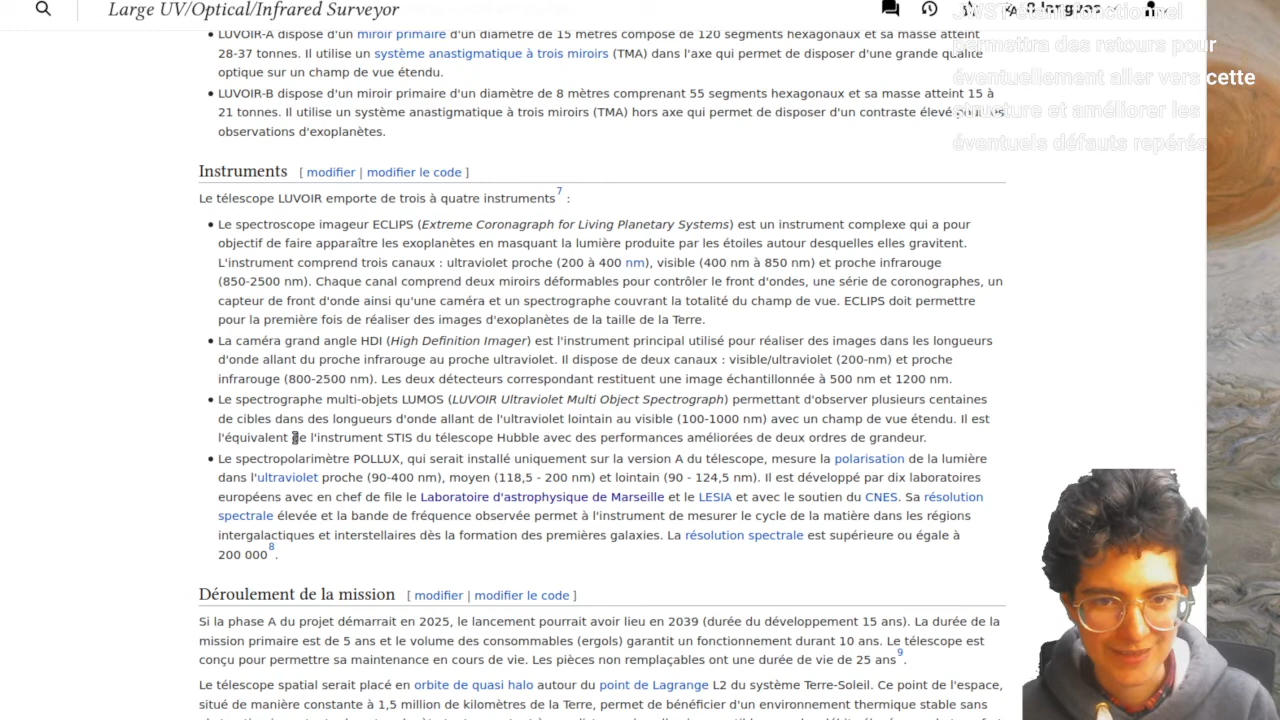 Large UV/Optical/Infrared Surveyor
8 langues
LUVOIR-A dispose d'un miroir primaire d'un diamètre de 15 mètres composé de 120 segments hexagonaux et sa masse atteint
28-37 tonnes. Il utilise un système anastigmatique à trois miroirs (TMA) dans l'axe qui permet de disposer d'une grande qualité
optique sur un champ de vue étendu.
LUVOIR-B dispose d'un miroir primaire d'un diamètre de 8 mètres comprenant 55 segments hexagonaux et sa masse atteint 15 à
21 tonnes. Il utilise un système anastigmatique à trois miroirs (TMA) hors axe qui permet de disposer d'un contraste élevé pour les
observations d'exoplanètes.
JWST étant fonctionnel
permettra des retours pour
éventuellement aller vers cette
structure et améliorer les
éventuels défauts repérés
Instruments [ modifier | modifier le code ]
Le télescope LUVOIR emporte de trois à quatre instruments7 :
Le spectroscope imageur ECLIPS (Extreme Coronagraph for Living Planetary Systems) est un instrument complexe qui a pour
objectif de faire apparaître les exoplanètes en masquant la lumière produite par les étoiles autour desquelles elles gravitent.
L'instrument comprend trois canaux : ultraviolet proche (200 à 400 nm), visible (400 nm à 850 nm) et proche infrarouge
(850-2500 nm). Chaque canal comprend deux miroirs déformables pour contrôler le front d'ondes, une série de coronographes, un
capteur de front d'onde ainsi qu'une caméra et un spectrographe couvrant la totalité du champ de vue. ECLIPS doit permettre
pour la première fois de réaliser des images d'exoplanètes de la taille de la Terre.
La caméra grand angle HDI (High Definition Imager) est l'instrument principal utilisé pour réaliser des images dans les longueurs
d'onde allant du proche infrarouge au proche ultraviolet. Il dispose de deux canaux : visible/ultraviolet (200-nm) et proche
infrarouge (800-2500 nm). Les deux détecteurs correspondant restituent une image échantillonnée à 500 nm et 1200 nm.
Le spectrographe multi-objets LUMOS (LUVOIR Ultraviolet Multi Object Spectrograph) permettant d'observer plusieurs centaines
de cibles dans des longueurs d'onde allant de l'ultraviolet lointain au visible (100-1000 nm) avec un champ de vue étendu. Il est
l'équivalent de l'instrument STIS du télescope Hubble avec des performances améliorées de deux ordres de grandeur.
Le spectropolarimètre POLLUX, qui serait installé uniquement sur la version A du télescope, mesure la polarisation de la lumière
dans l'ultraviolet proche (90-400 nm), moyen (118,5 - 200 nm) et lointain (90 - 124,5 nm). Il est développé par dix laboratoires
européens avec en chef de file le Laboratoire d'astrophysique de Marseille et le LESIA et avec le soutien du CNES. Sa résolution
spectrale élevée et la bande de fréquence observée permet à l'instrument de mesurer le cycle de la matière dans les régions
intergalactiques et interstellaires dès la formation des premières galaxies. La résolution spectrale est supérieure ou égale à
200 0008.
Déroulement de la mission [ modifier | modifier le code ]
Si la phase A du projet démarrait en 2025, le lancement pourrait avoir lieu en 2039 (durée du développement 15 ans). La durée de la
mission primaire est de 5 ans et le volume des consommables (ergols) garantit un fonctionnement durant 10 ans. Le télescope est
conçu pour permettre sa maintenance en cours de vie. Les pièces non remplaçables ont une durée de vie de 25 ans9.
Le télescope spatial serait placé en orbite de quasi halo autour du point de Lagrange L2 du système Terre-Soleil. Ce point de l'espace,
situé de manière constante à 1,5 million de kilomètres de la Terre, permet de bénéficier d'un environnement thermique stable sans